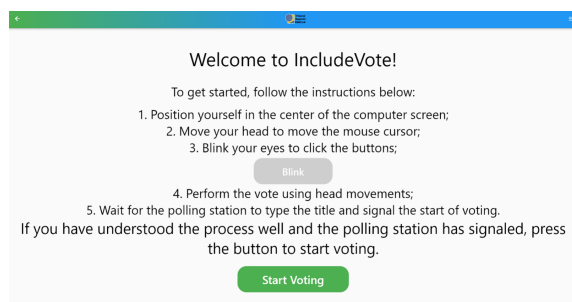 Welcome to IncludeVote!
To get started, follow the instructions below:
1. Position yourself in the center of the computer screen;
2. Move your head to move the mouse cursor;
3. Blink your eyes to click the buttons;
Blink
4. Perform the vote using head movements;
5. Wait for the polling station to type the title and signal the start of voting.
If you have understood the process well and the polling station has signaled, press
the button to start voting.
Start Voting